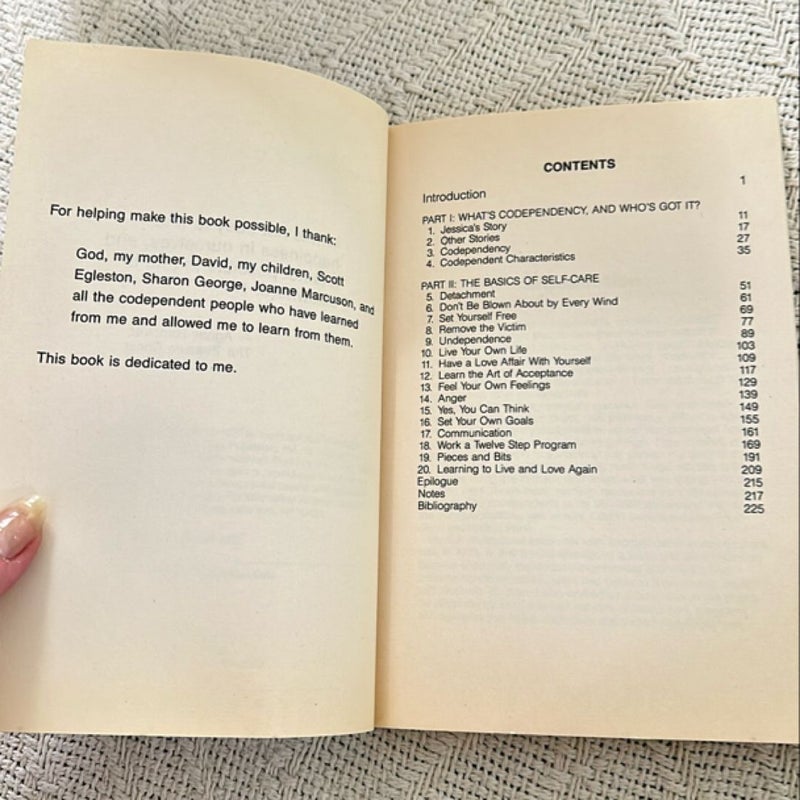 For helping make this book possible, I thank:
God, my mother, David, my children, Scott
Egleston, Sharon George, Joanne Marcuson, and
all the codependent people who have learned
from me and allowed me to learn from them.
This book is dedicated to me.
CONTENTS
Introduction 1
PART I: WHAT'S CODEPENDENCY, AND WHO'S GOT IT?
1. Jessica's Story 11
2. Other Stories 17
3. Codependency 27
4. Codependent Characteristics 35
PART II: THE BASICS OF SELF-CARE
5. Detachment 51
6. Don't Be Blown About by Every Wind 61
7. Set Yourself Free 69
8. Remove the Victim 77
9. Undependence 89
10. Live Your Own Life 103
11. Have a Love Affair With Yourself 109
12. Learn the Art of Acceptance 117
13. Feel Your Own Feelings 129
14. Anger 139
15. Yes, You Can Think 149
16. Set Your Own Goals 155
17. Communication 161
18. Work a Twelve Step Program 169
19. Pieces and Bits 191
20. Learning to Live and Love Again 209
Epilogue 215
Notes 217
Bibliography 225